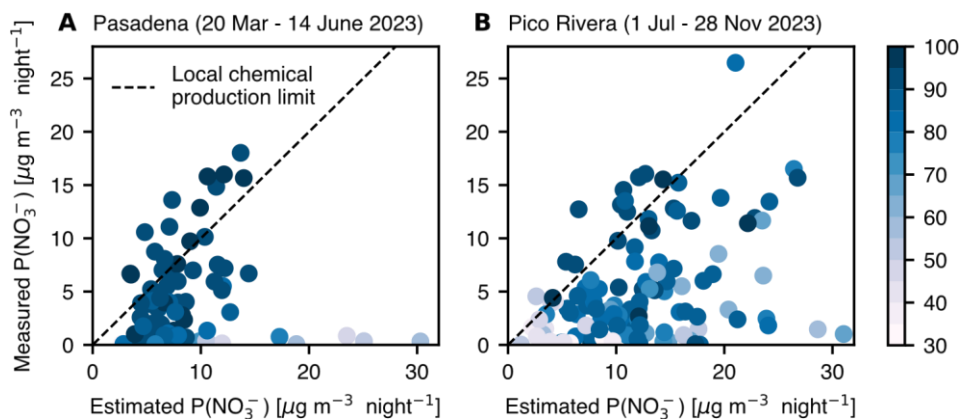 A Pasadena (20 Mar - 14 June 2023)
B Pico Rivera (1 Jul - 28 Nov 2023)
Local chemical
production limit
Measured P(NO₃⁻) [μg m⁻³ night⁻¹]
25
20
15
10
5
0
0 10 20 30
Estimated P(NO₃⁻) [μg m⁻³ night⁻¹]
25
20
15
10
5
0
0 10 20 30
Estimated P(NO₃⁻) [μg m⁻³ night⁻¹]
100
90
80
70
60
50
40
30